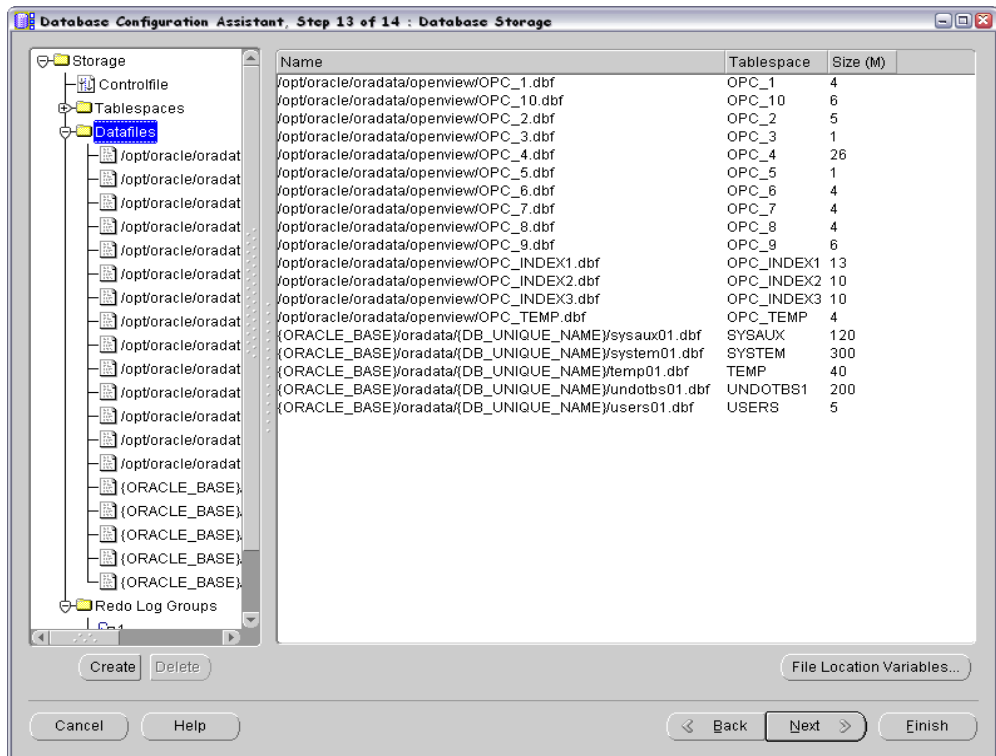 Database Configuration Assistant, Step 13 of 14 : Database Storage
Storage
Controlfile
Tablespaces
Datafiles
/opt/oracle/oradat
/opt/oracle/oradat
/opt/oracle/oradat
/opt/oracle/oradat
/opt/oracle/oradat
/opt/oracle/oradat
/opt/oracle/oradat
/opt/oracle/oradat
/opt/oracle/oradat
/opt/oracle/oradat
/opt/oracle/oradat
/opt/oracle/oradat
/opt/oracle/oradat
/opt/oracle/oradat
{ORACLE_BASE}/
{ORACLE_BASE}/
{ORACLE_BASE}/
{ORACLE_BASE}/
{ORACLE_BASE}/
Redo Log Groups
1
Name Tablespace Size (M)
/opt/oracle/oradata/openview/OPC_1.dbf OPC_1 4
/opt/oracle/oradata/openview/OPC_10.dbf OPC_10 6
/opt/oracle/oradata/openview/OPC_2.dbf OPC_2 5
/opt/oracle/oradata/openview/OPC_3.dbf OPC_3 1
/opt/oracle/oradata/openview/OPC_4.dbf OPC_4 26
/opt/oracle/oradata/openview/OPC_5.dbf OPC_5 1
/opt/oracle/oradata/openview/OPC_6.dbf OPC_6 4
/opt/oracle/oradata/openview/OPC_7.dbf OPC_7 4
/opt/oracle/oradata/openview/OPC_8.dbf OPC_8 4
/opt/oracle/oradata/openview/OPC_9.dbf OPC_9 6
/opt/oracle/oradata/openview/OPC_INDEX1.dbf OPC_INDEX1 13
/opt/oracle/oradata/openview/OPC_INDEX2.dbf OPC_INDEX2 10
/opt/oracle/oradata/openview/OPC_INDEX3.dbf OPC_INDEX3 10
/opt/oracle/oradata/openview/OPC_TEMP.dbf OPC_TEMP 4
{ORACLE_BASE}/oradata/{DB_UNIQUE_NAME}/sysaux01.dbf SYSAUX 120
{ORACLE_BASE}/oradata/{DB_UNIQUE_NAME}/system01.dbf SYSTEM 300
{ORACLE_BASE}/oradata/{DB_UNIQUE_NAME}/temp01.dbf TEMP 40
{ORACLE_BASE}/oradata/{DB_UNIQUE_NAME}/undotbs01.dbf UNDOTBS1 200
{ORACLE_BASE}/oradata/{DB_UNIQUE_NAME}/users01.dbf USERS 5
Create Delete File Location Variables...
Cancel Help Back Next Finish